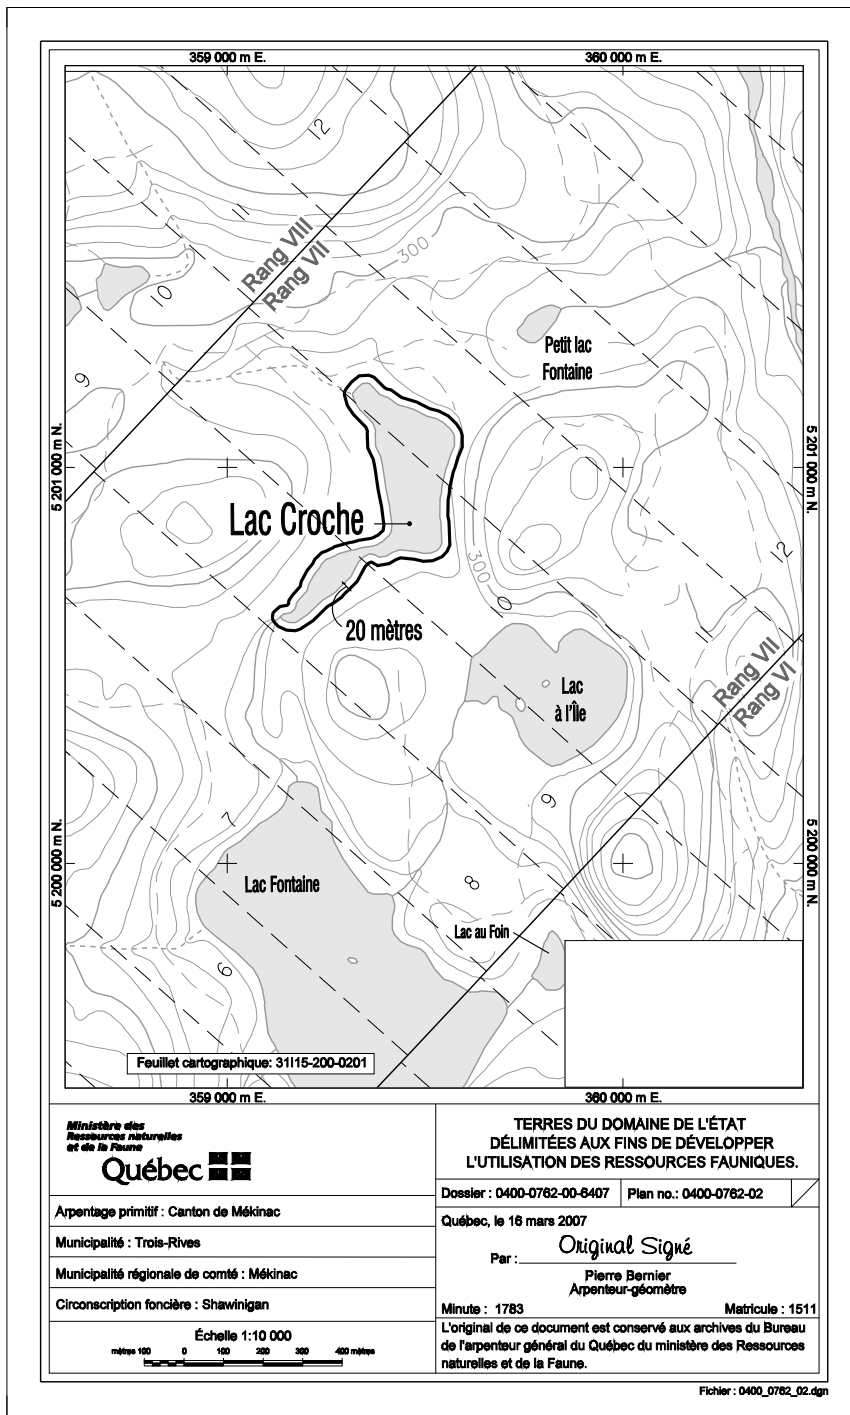 359 000 m E.
360 000 m E.
12
11
Rang VIII
Rang VII
300
10
9
Petit lac
Fontaine
5 201 000 m N.
5 201 000 m N.
Lac Croche
300
12
10
11
20 mètres
Rang VII
Rang VI
Lac
à l'Île
9
7
5 200 000 m N.
5 200 000 m N.
Lac Fontaine
8
Lac au Foin
6
Feuillet cartographique: 31I15-200-0201
359 000 m E.
360 000 m E.
Ministère des
Ressources naturelles
et de la Faune
Québec
Arpentage primitif : Canton de Mékinac
Municipalité : Trois-Rives
Municipalité régionale de comté : Mékinac
Circonscription foncière : Shawinigan
Échelle 1:10 000
mètres 100 0 100 200 300 400 mètres
TERRES DU DOMAINE DE L'ÉTAT
DÉLIMITÉES AUX FINS DE DÉVELOPPER
L'UTILISATION DES RESSOURCES FAUNIQUES.
Dossier : 0400-0762-00-6407 Plan no.: 0400-0762-02
Québec, le 16 mars 2007
Par : Original Signé
Pierre Bernier
Arpenteur-géomètre
Minute : 1783 Matricule : 1511
L'original de ce document est conservé aux archives du Bureau
de l'arpenteur général du Québec du ministère des Ressources
naturelles et de la Faune.
Fichier : 0400_0762_02.dgn